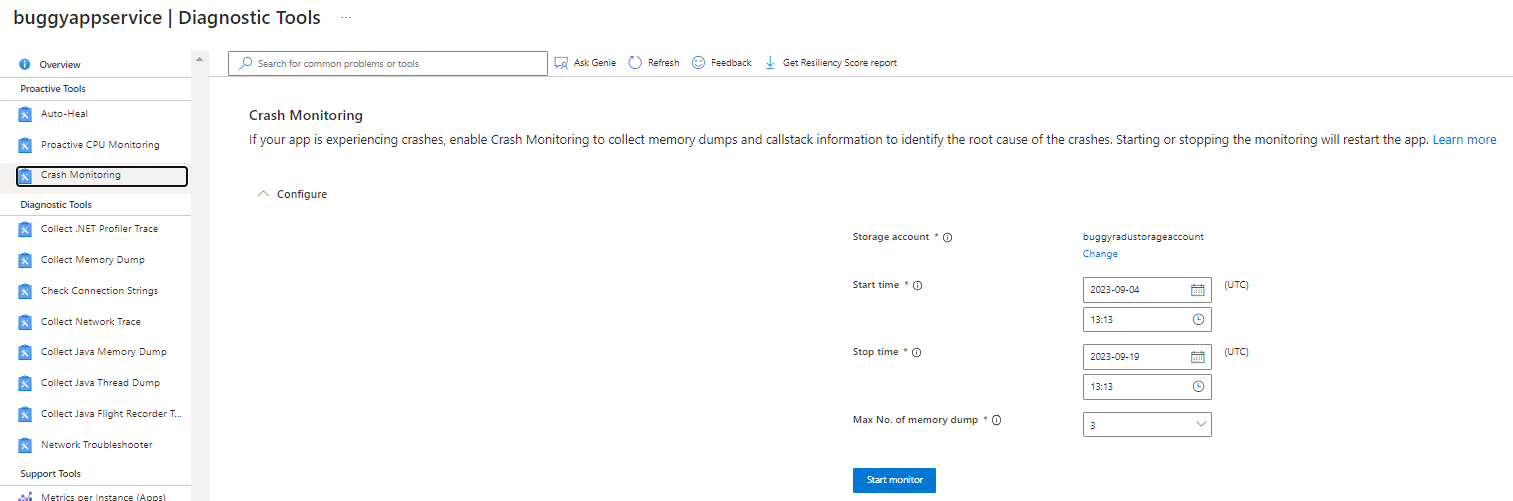 buggyappservice | Diagnostic Tools ...
Overview
Proactive Tools
Auto-Heal
Proactive CPU Monitoring
Crash Monitoring
Diagnostic Tools
Collect .NET Profiler Trace
Collect Memory Dump
Check Connection Strings
Collect Network Trace
Collect Java Memory Dump
Collect Java Thread Dump
Collect Java Flight Recorder T...
Network Troubleshooter
Support Tools
Metrics per Instance (Apps)
Search for common problems or tools
Ask Genie
Refresh
Feedback
Get Resiliency Score report
Crash Monitoring
If your app is experiencing crashes, enable Crash Monitoring to collect memory dumps and callstack information to identify the root cause of the crashes. Starting or stopping the monitoring will restart the app. Learn more
Configure
Storage account *
buggyradustorageaccount
Change
Start time *
2023-09-04
(UTC)
13:13
Stop time *
2023-09-19
(UTC)
13:13
Max No. of memory dump *
3
Start monitor